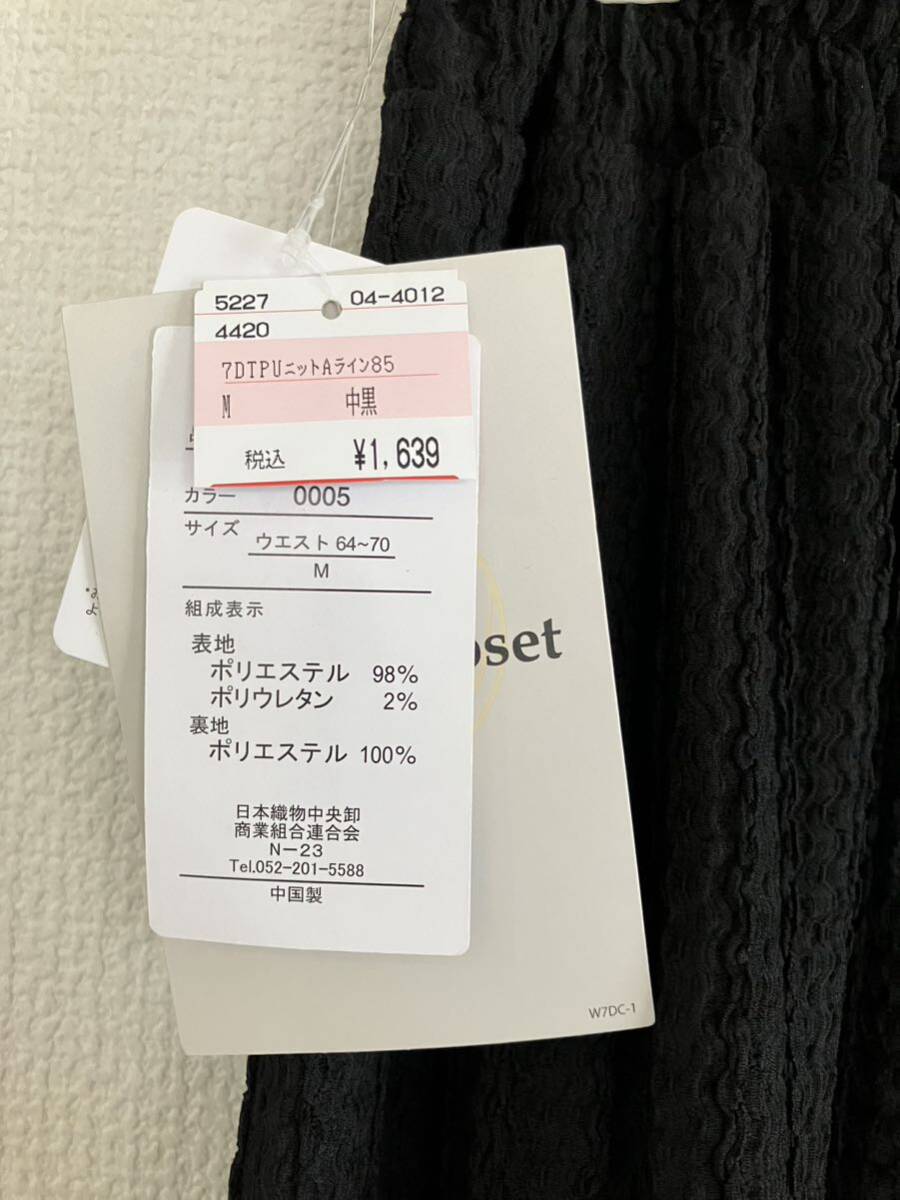 5227 04-4012
4420
7DTPUニットAライン85
M 中黒
税込 ¥1,639
カラー 0005
サイズ ウエスト 64~70
M
組成表示
表地
ポリエステル 98%
ポリウレタン 2%
裏地
ポリエステル 100%
日本織物中央卸
商業組合連合会
N-23
Tel.052-201-5588
中国製
W7DC-1